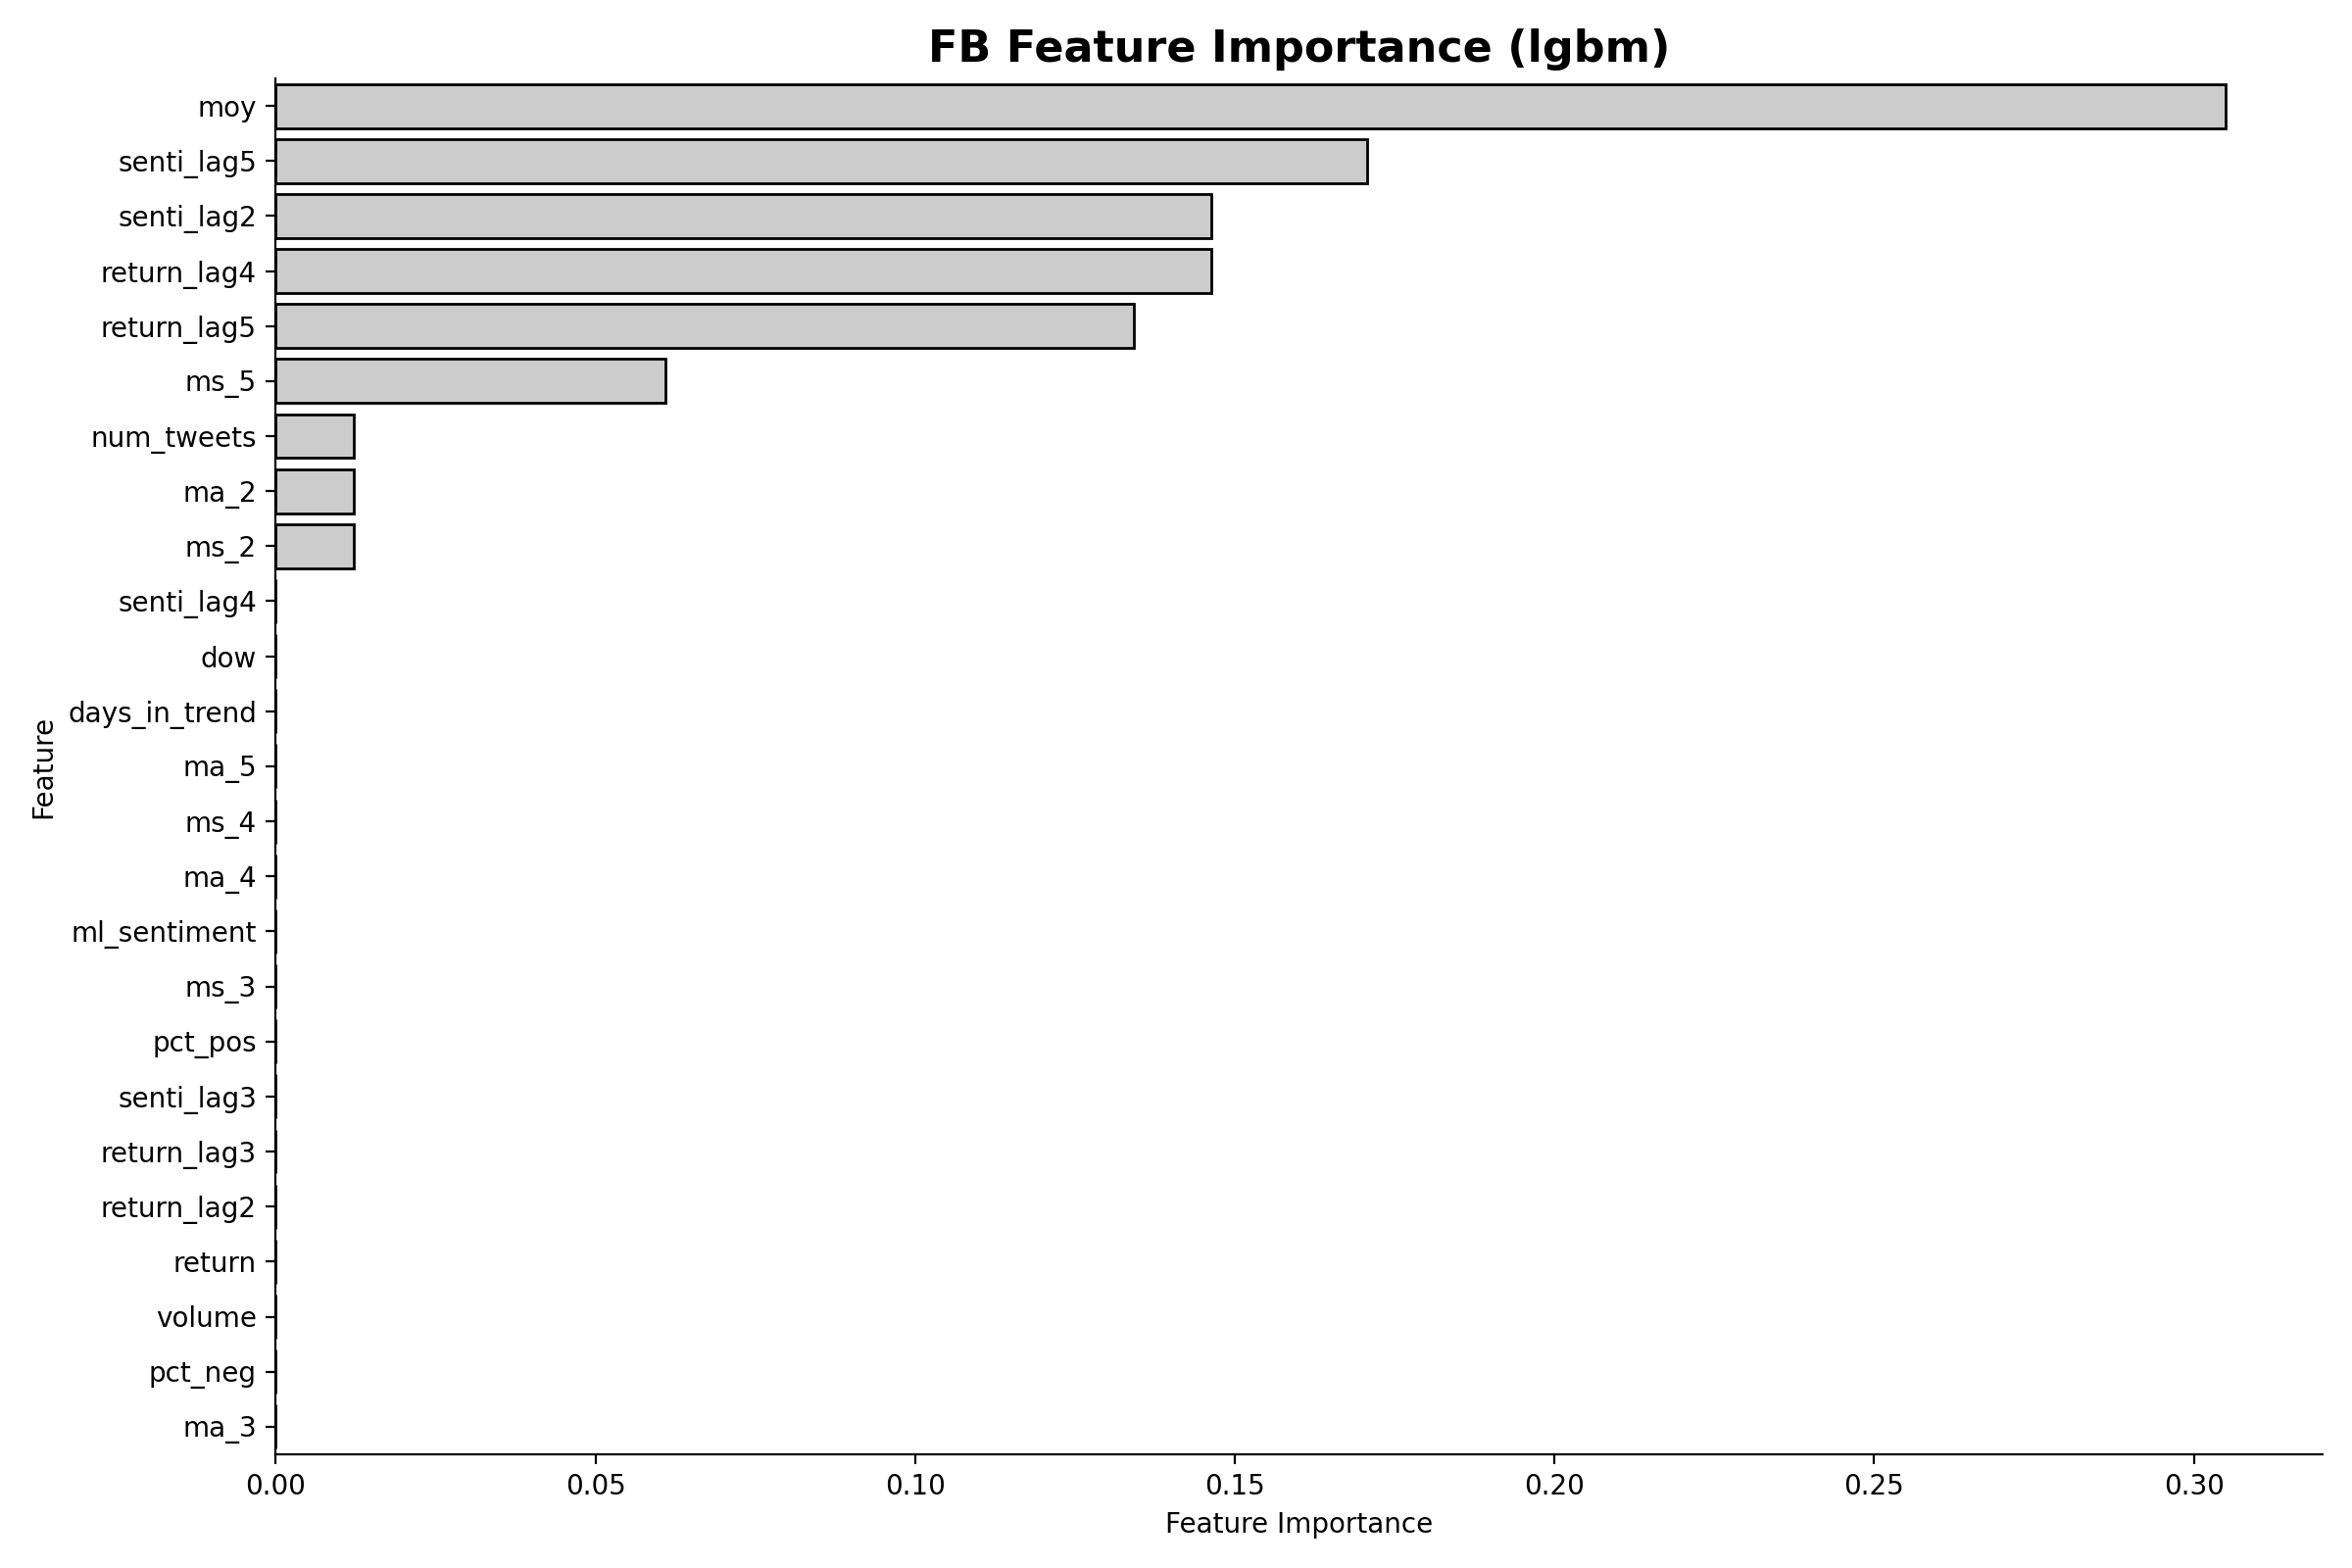 FB Feature Importance (lgbm)
moy
senti_lag5
senti_lag2
return_lag4
return_lag5
ms_5
num_tweets
ma_2
ms_2
senti_lag4
dow
days_in_trend
ma_5
ms_4
ma_4
ml_sentiment
ms_3
pct_pos
senti_lag3
return_lag3
return_lag2
return
volume
pct_neg
ma_3
Feature
0.00 0.05 0.10 0.15 0.20 0.25 0.30
Feature Importance